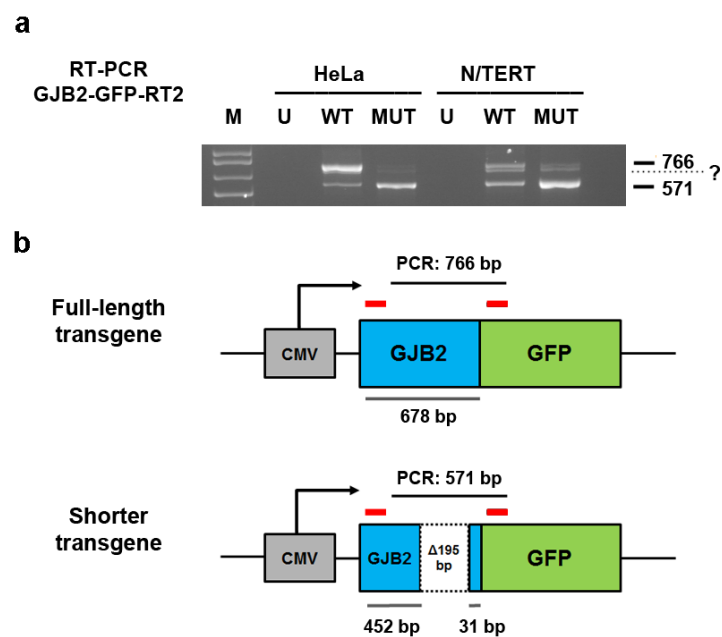 a
RT-PCR
GJB2-GFP-RT2
HeLa
N/TERT
M U WT MUT U WT MUT
766
?
571
b
Full-length
transgene
PCR: 766 bp
CMV
GJB2
GFP
678 bp
Shorter
transgene
PCR: 571 bp
CMV
GJB2
Δ195
bp
GFP
452 bp
31 bp